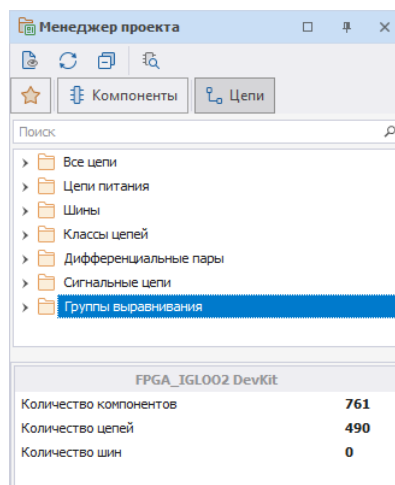 Менеджер проекта
Компоненты
Цепи
Поиск
Все цепи
Цепи питания
Шины
Классы цепей
Дифференциальные пары
Сигнальные цепи
Группы выравнивания
FPGA_IGLOO2 DevKit
Количество компонентов 761
Количество цепей 490
Количество шин 0